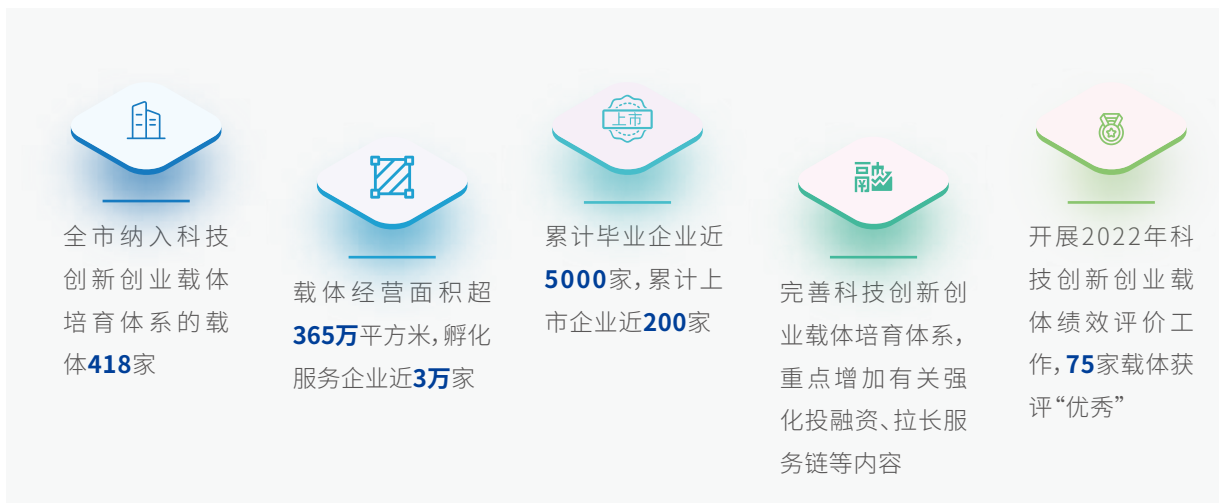 全市纳入科技
创新创业载体
培育体系的载
体418家
载体经营面积超
365万平方米，孵化
服务企业近3万家
上市
累计毕业企业近
5000家，累计上
市企业近200家
融
完善科技创新创
业载体培育体系，
重点增加有关强
化投融资、拉长服
务链等内容
开展2022年科
技创新创业载
体绩效评价工
作，75家载体获
评“优秀”